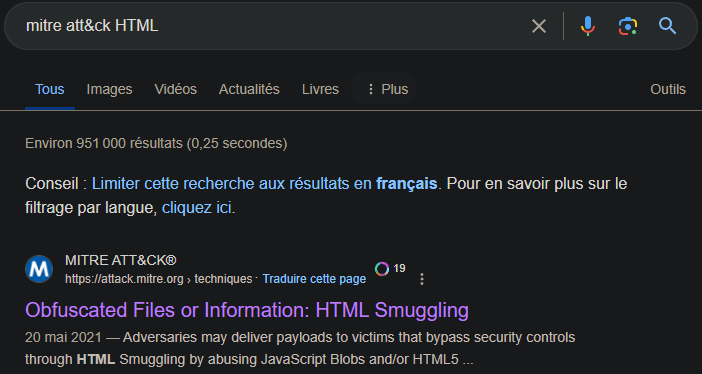 mitre att&ck HTML
Tous Images Vidéos Actualités Livres Plus Outils
Environ 951 000 résultats (0,25 secondes)
Conseil : Limiter cette recherche aux résultats en français. Pour en savoir plus sur le
filtrage par langue, cliquez ici.
M MITRE ATT&CK®
https://attack.mitre.org › techniques · Traduire cette page 19
Obfuscated Files or Information: HTML Smuggling
20 mai 2021 — Adversaries may deliver payloads to victims that bypass security controls
through HTML Smuggling by abusing JavaScript Blobs and/or HTML5 ...